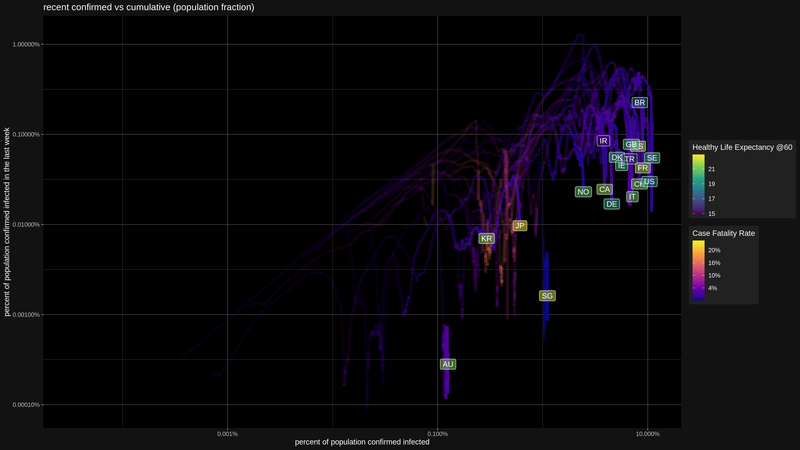 recent confirmed vs cumulative (population fraction)
percent of population confirmed infected in the last week
1.00000%
0.10000%
0.01000%
0.00100%
0.00010%
BR
IR
GB
DK
TR
SE
IE
FR
US
NO
CA
IT
DE
JP
KR
SG
AU
0.001%
0.100%
10.000%
percent of population confirmed infected
Healthy Life Expectancy @60
21
19
17
15
Case Fatality Rate
20%
16%
10%
4%